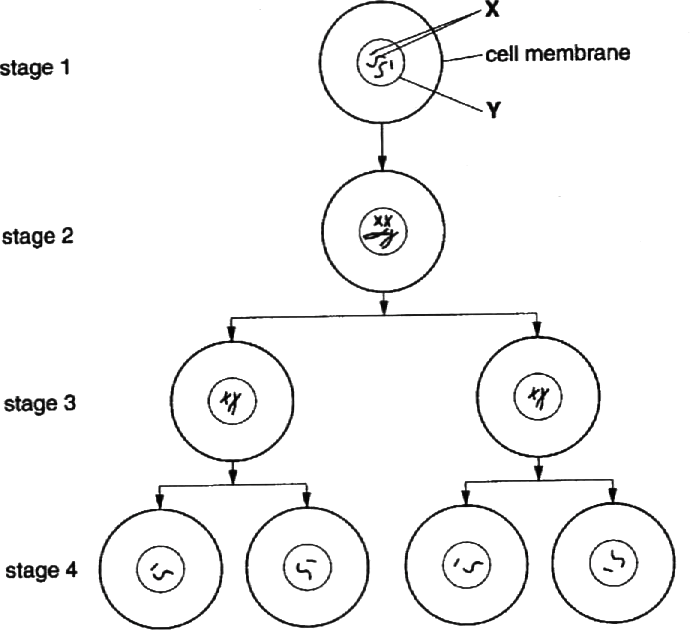 X
stage 1
cell membrane
Y
stage 2
stage 3
stage 4